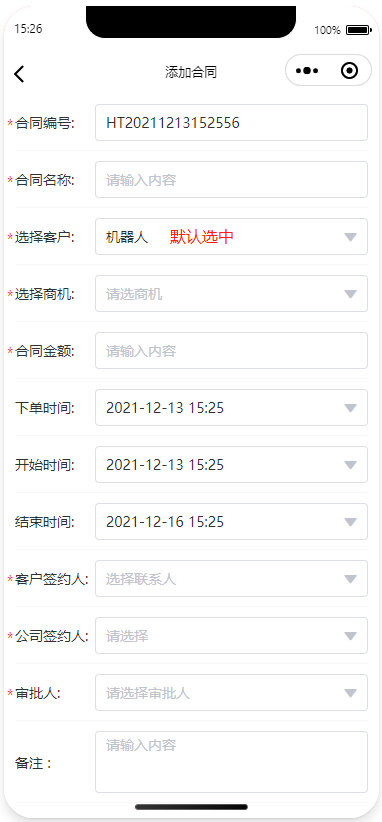 15:26 100%
添加合同
*合同编号: HT20211213152556
*合同名称: 请输入内容
*选择客户: 机器人 默认选中
*选择商机: 请选商机
*合同金额: 请输入内容
下单时间: 2021-12-13 15:25
开始时间: 2021-12-13 15:25
结束时间: 2021-12-16 15:25
*客户签约人: 选择联系人
*公司签约人: 请选择
*审批人: 请选择审批人
备注： 请输入内容